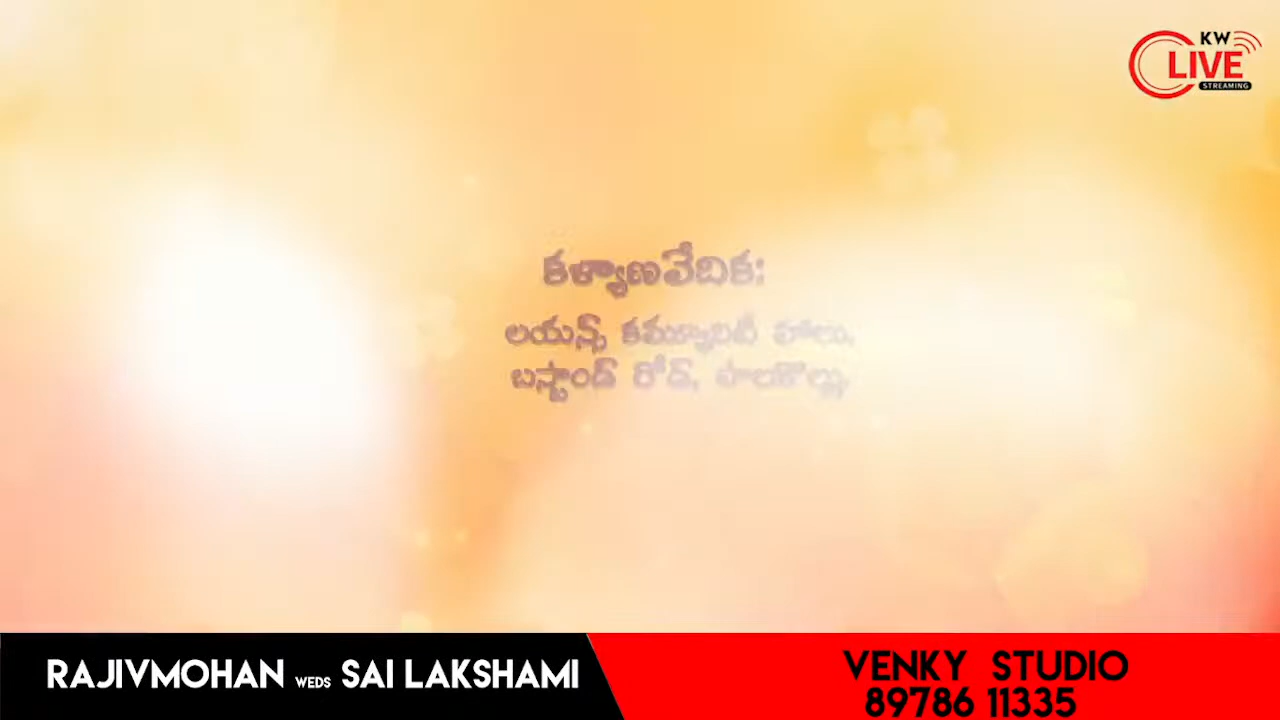 KW
LIVE
STREAMING
కళ్యాణవేదిక:
లయన్స్ కమ్యూనిటీ హాలు,
బస్టాండ్ రోడ్, పాలకొల్లు,
RAJIVMOHAN WEDS SAI LAKSHAMI
VENKY STUDIO
89786 11335